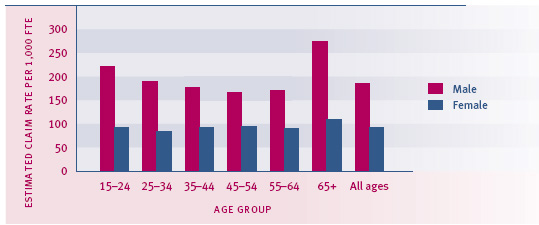 ESTIMATED CLAIM RATE PER 1,000 FTE
300
250
200
150
100
50
0
15–24 25–34 35–44 45–54 55–64 65+ All ages
AGE GROUP
Male
Female